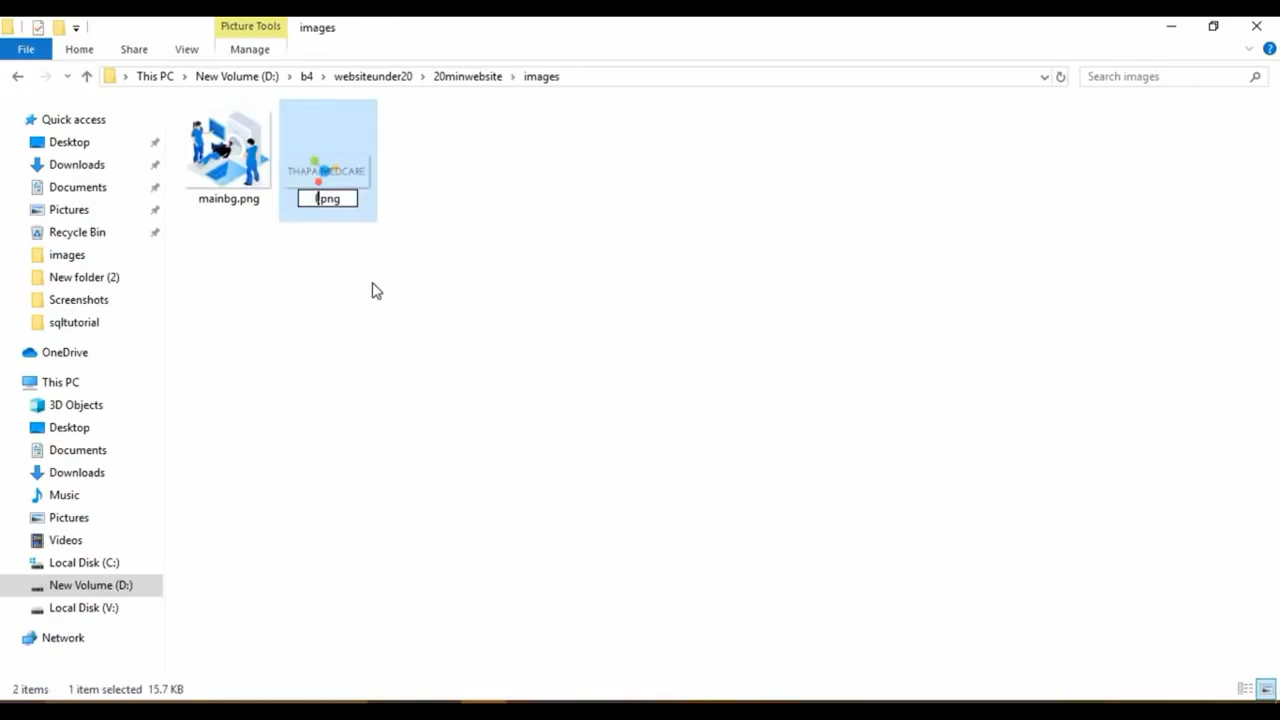 Picture Tools
images
File
Home
Share
View
Manage
This PC
New Volume (D:)
b4
websiteunder20
20minwebsite
images
Search images
Quick access
Desktop
Downloads
Documents
Pictures
Recycle Bin
images
New folder (2)
Screenshots
sqltutorial
OneDrive
This PC
3D Objects
Desktop
Documents
Downloads
Music
Pictures
Videos
Local Disk (C:)
New Volume (D:)
Local Disk (V:)
Network
THAPA MEDCARE
mainbg.png
l.png
2 items
1 item selected 15.7 KB